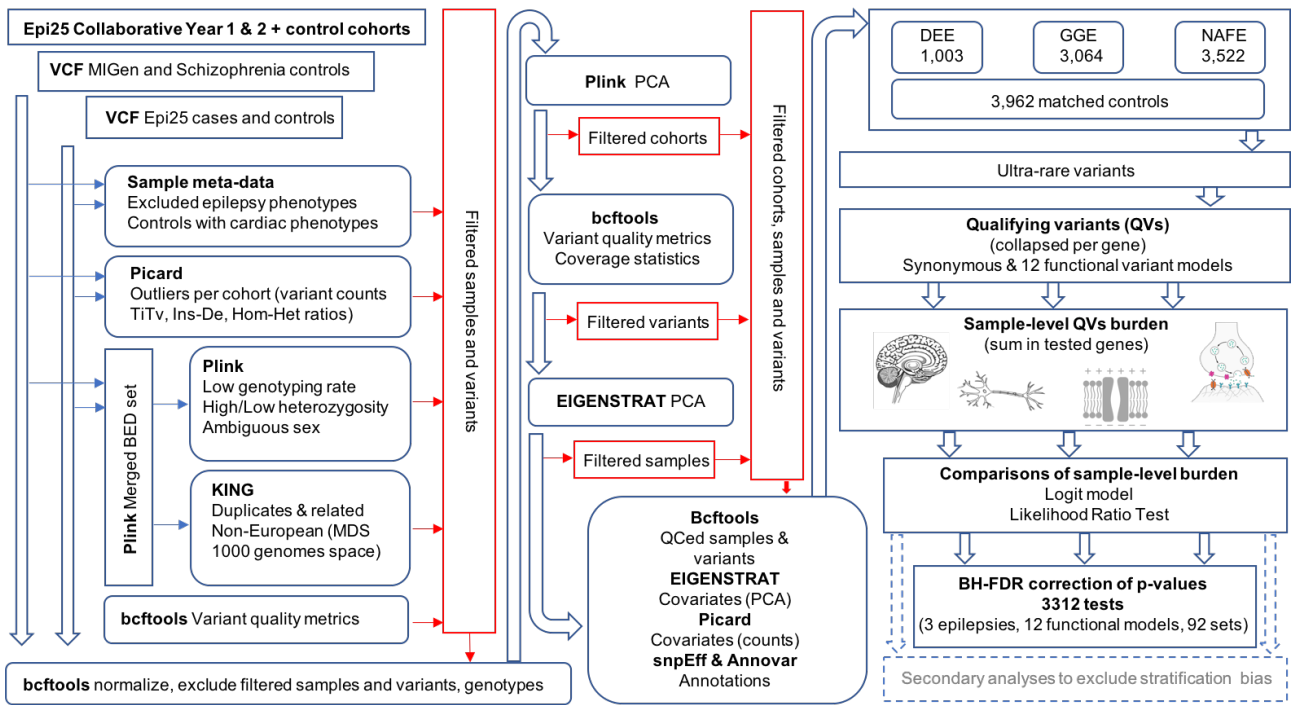 Epi25 Collaborative Year 1 & 2 + control cohorts
VCF MIGen and Schizophrenia controls
VCF Epi25 cases and controls
Sample meta-data
Excluded epilepsy phenotypes
Controls with cardiac phenotypes
Picard
Outliers per cohort (variant counts
TiTv, Ins-De, Hom-Het ratios)
Plink Merged BED set
Plink
Low genotyping rate
High/Low heterozygosity
Ambiguous sex
KING
Duplicates & related
Non-European (MDS
1000 genomes space)
bcftools Variant quality metrics
Filtered samples and variants
bcftools normalize, exclude filtered samples and variants, genotypes
Plink PCA
Filtered cohorts
bcftools
Variant quality metrics
Coverage statistics
Filtered variants
EIGENSTRAT PCA
Filtered samples
Filtered cohorts, samples and variants
Bcftools
QCed samples &
variants
EIGENSTRAT
Covariates (PCA)
Picard
Covariates (counts)
snpEff & Annovar
Annotations
DEE
1,003
GGE
3,064
NAFE
3,522
3,962 matched controls
Ultra-rare variants
Qualifying variants (QVs)
(collapsed per gene)
Synonymous & 12 functional variant models
Sample-level QVs burden
(sum in tested genes)
Comparisons of sample-level burden
Logit model
Likelihood Ratio Test
BH-FDR correction of p-values
3312 tests
(3 epilepsies, 12 functional models, 92 sets)
Secondary analyses to exclude stratification bias